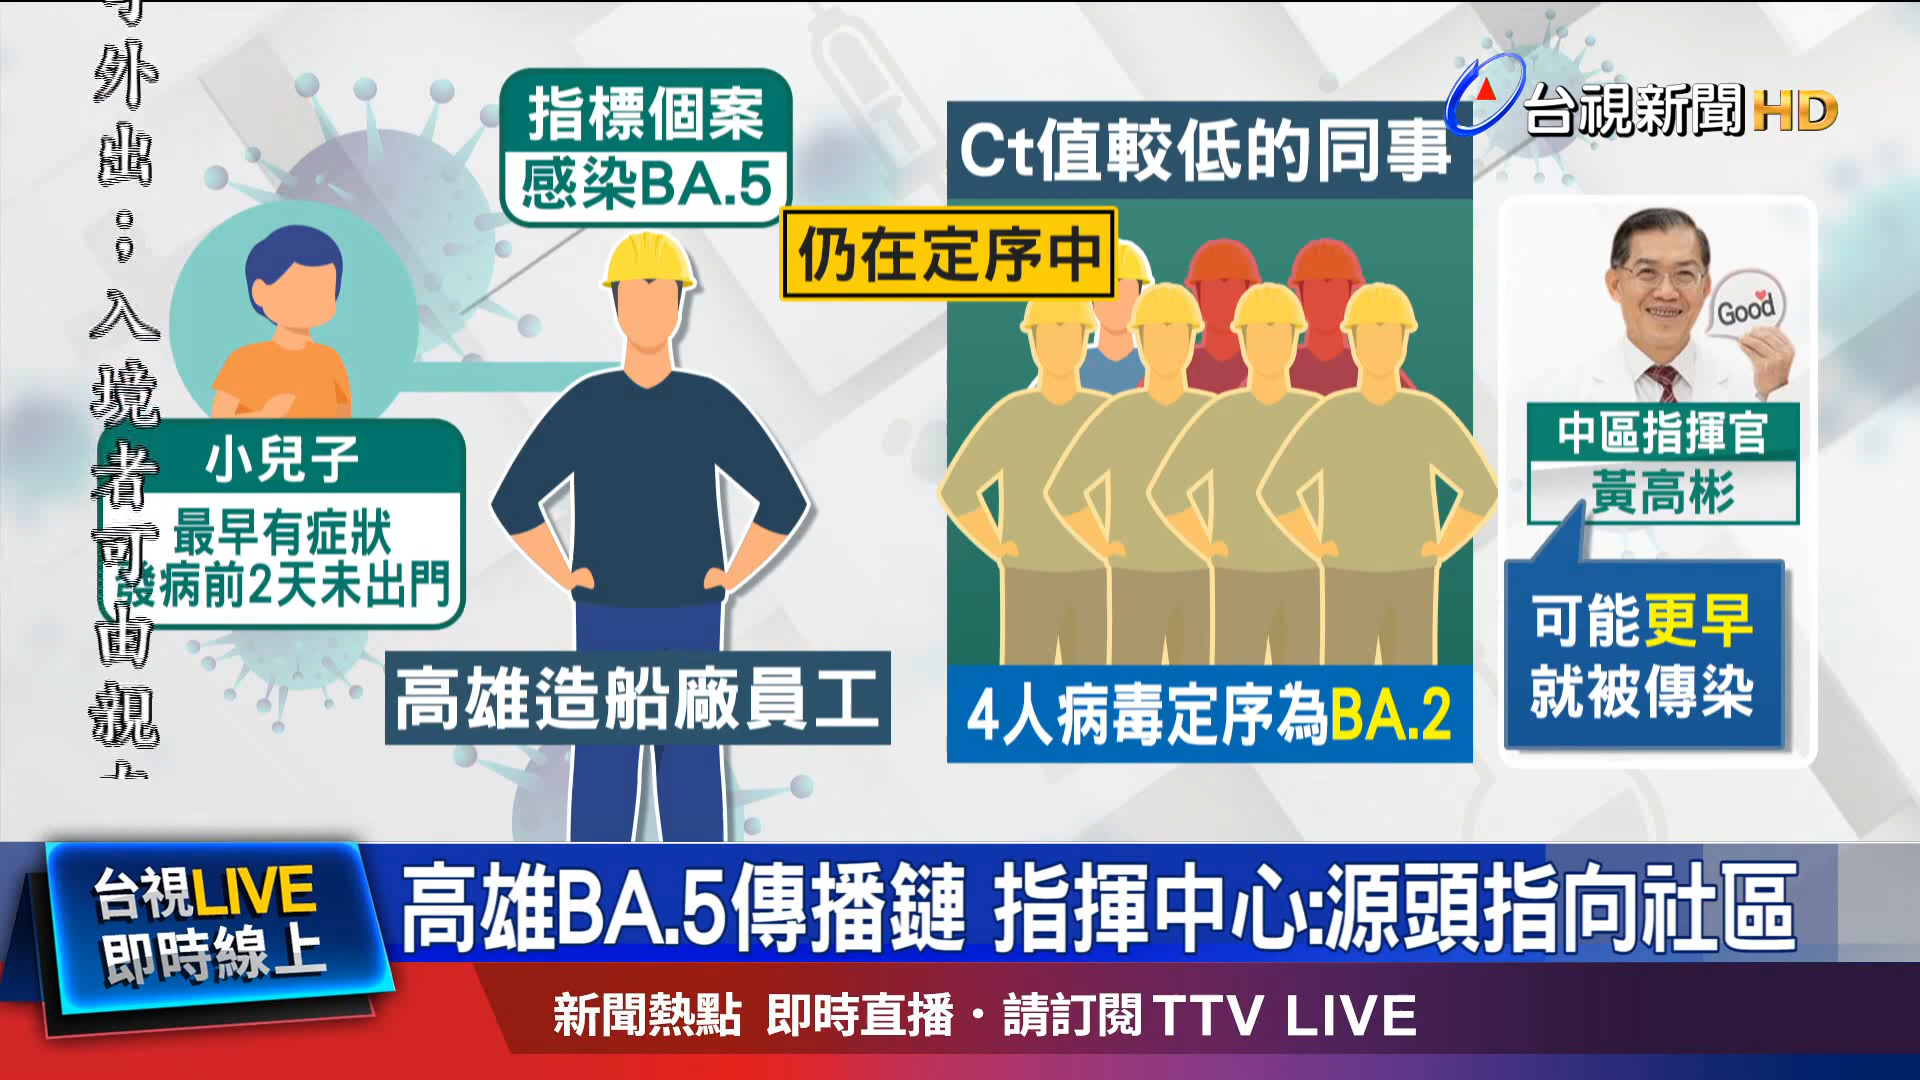 外出；入境者可由親
指標個案
感染BA.5
Ct值較低的同事
台視新聞HD
仍在定序中
Good
小兒子
最早有症狀
發病前2天未出門
中區指揮官
黃高彬
可能更早
就被傳染
高雄造船廠員工
4人病毒定序為BA.2
台視LIVE
即時線上
高雄BA.5傳播鏈 指揮中心:源頭指向社區
新聞熱點 即時直播・請訂閱TTV LIVE